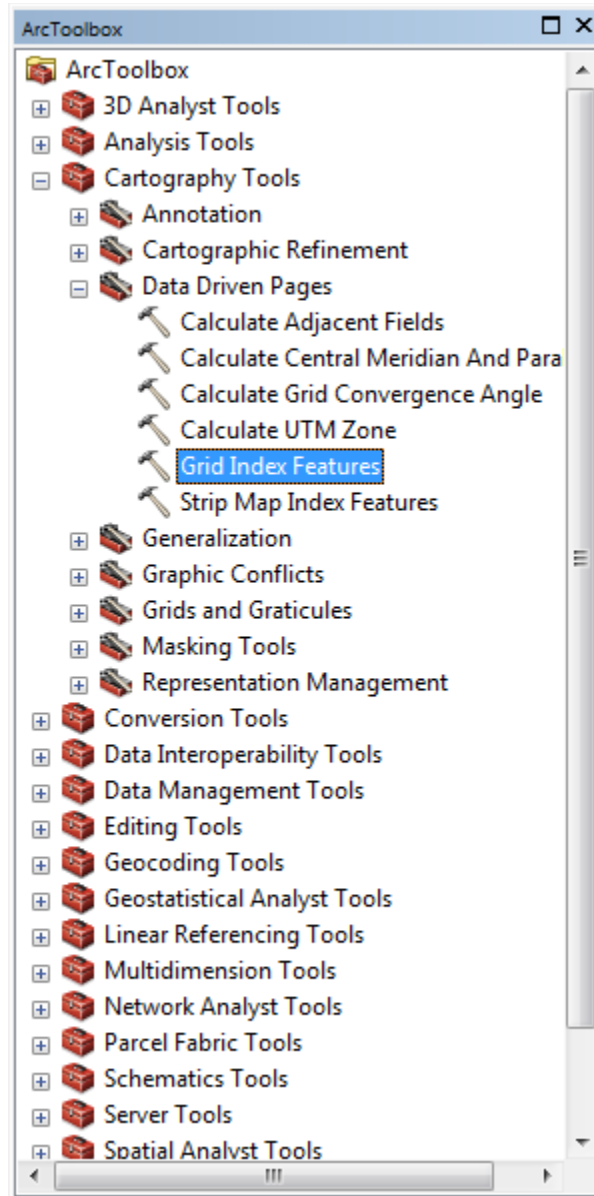 ArcToolbox
ArcToolbox
3D Analyst Tools
Analysis Tools
Cartography Tools
Annotation
Cartographic Refinement
Data Driven Pages
Calculate Adjacent Fields
Calculate Central Meridian And Para
Calculate Grid Convergence Angle
Calculate UTM Zone
Grid Index Features
Strip Map Index Features
Generalization
Graphic Conflicts
Grids and Graticules
Masking Tools
Representation Management
Conversion Tools
Data Interoperability Tools
Data Management Tools
Editing Tools
Geocoding Tools
Geostatistical Analyst Tools
Linear Referencing Tools
Multidimension Tools
Network Analyst Tools
Parcel Fabric Tools
Schematics Tools
Server Tools
Spatial Analyst Tools